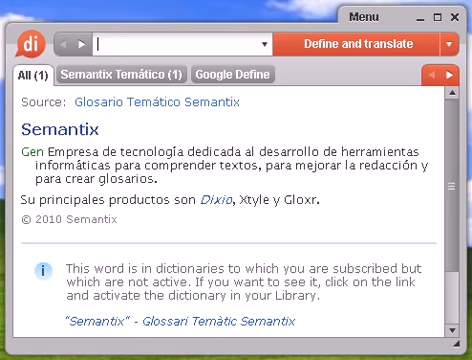 Menu
di
Define and translate
All (1)
Semantix Temático (1)
Google Define
Source: Glosario Temático Semantix
Semantix
Gen Empresa de tecnología dedicada al desarrollo de herramientas
informáticas para comprender textos, para mejorar la redacción y
para crear glosarios.
Su principales productos son Dixio, Xtyle y Gloxr.
© 2010 Semantix
i
This word is in dictionaries to which you are subscribed but
which are not active. If you want to see it, click on the link
and activate the dictionary in your Library.
"Semantix" - Glossari Temàtic Semantix